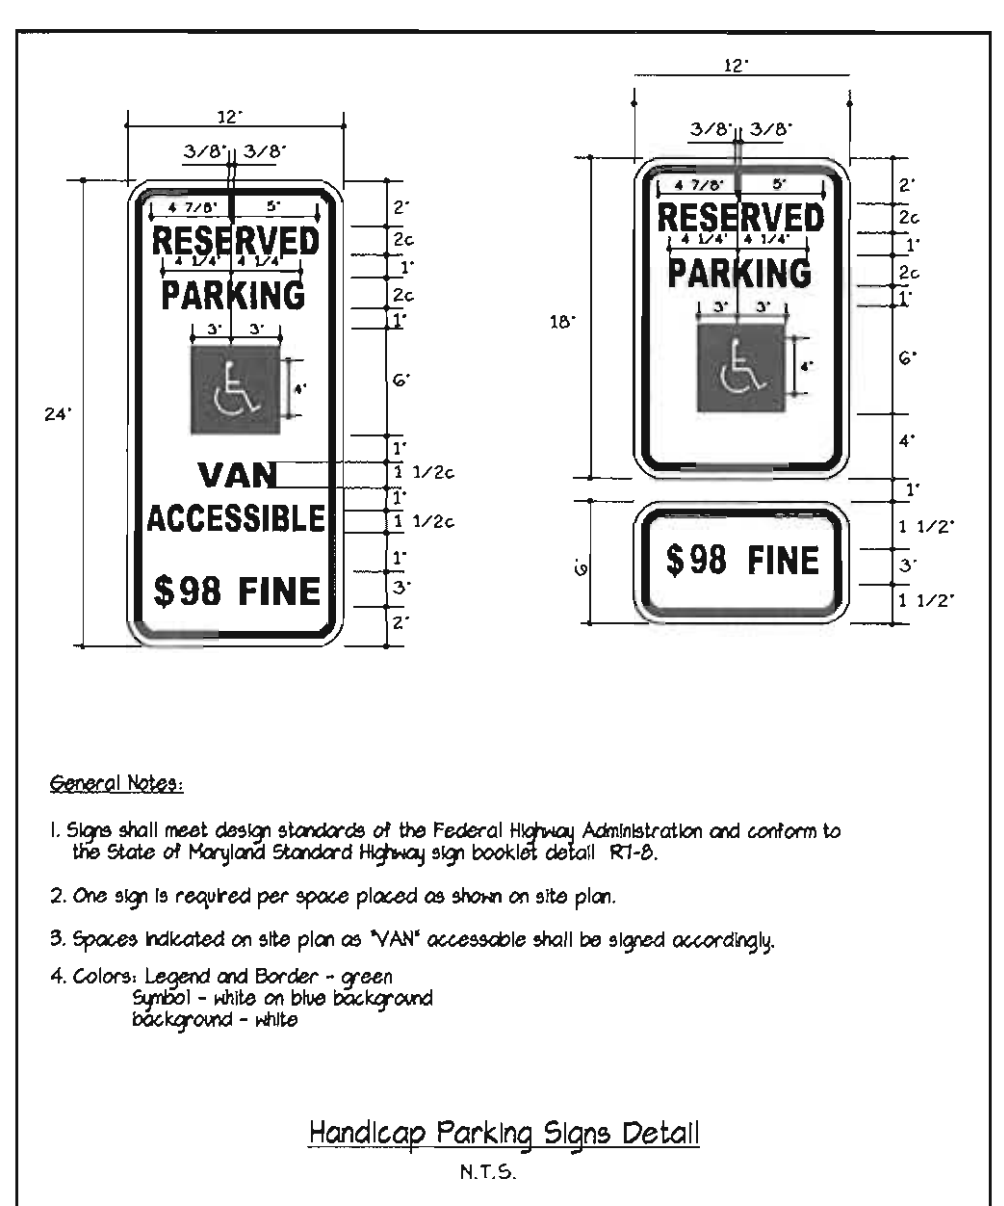 12"
3/8" 3/8"
4 7/8" 5"
RESERVED
4 1/4" 4 1/4"
PARKING
3" 3"
4"
VAN
ACCESSIBLE
$98 FINE
24"
2"
2c
1"
2c
1"
6"
1"
1 1/2c
1"
1 1/2c
1"
3"
2"
12"
3/8" 3/8"
4 7/8" 5"
RESERVED
4 1/4" 4 1/4"
PARKING
3" 3"
4"
18"
2"
2c
1"
2c
1"
6"
4"
1"
$98 FINE
6"
1 1/2"
3"
1 1/2"
General Notes:
1. Signs shall meet design standards of the Federal Highway Administration and conform to
the State of Maryland Standard Highway sign booklet detail R7-8.
2. One sign is required per space placed as shown on site plan.
3. Spaces indicated on site plan as "VAN" accessable shall be signed accordingly.
4. Colors: Legend and Border - green
Symbol - white on blue background
background - white
Handicap Parking Signs Detail
N.T.S.